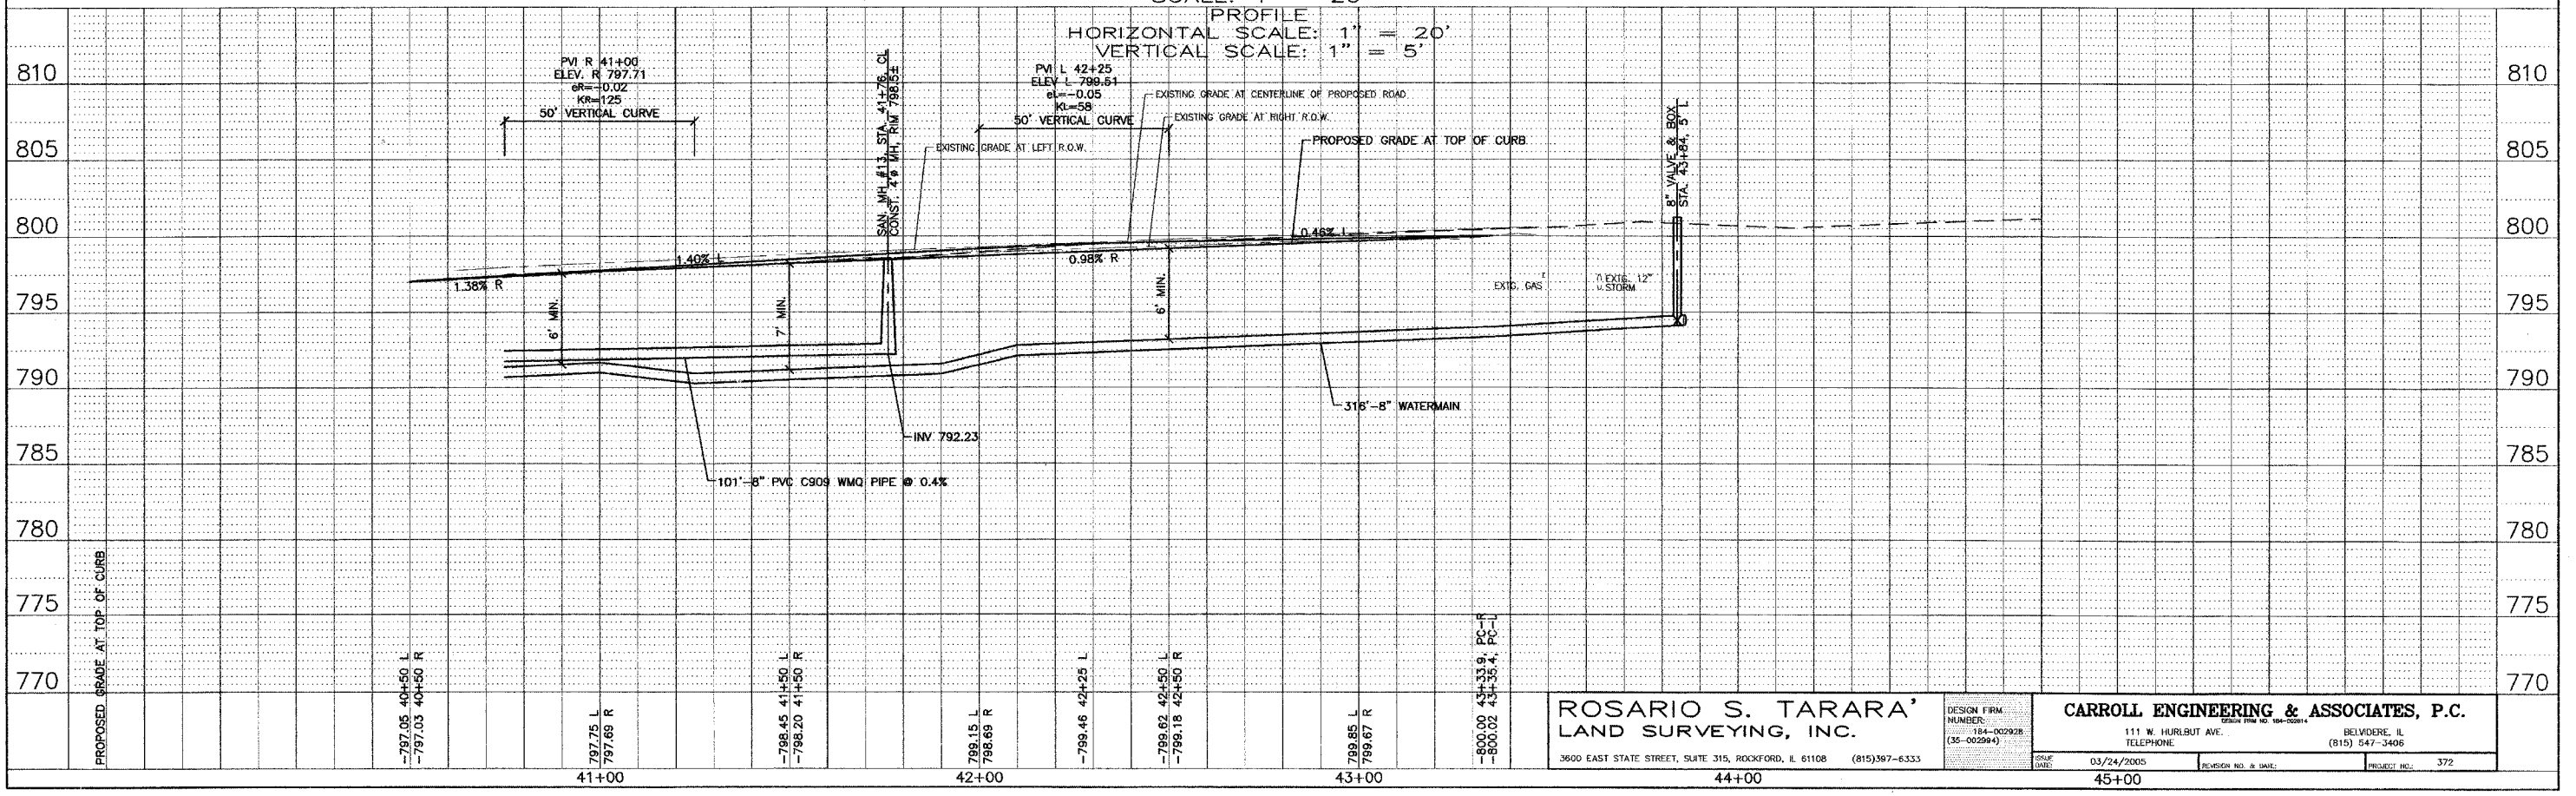 PROFILE
HORIZONTAL SCALE: 1" = 20'
VERTICAL SCALE: 1" = 5'
810
805
800
795
790
785
780
775
770
810
805
800
795
790
785
780
775
770
PVI R 41+00
ELEV. R 797.71
eR=-0.02
KR=125
50' VERTICAL CURVE
SAN. MH #13, STA. 41+76, CL
CONST. 4'ø MH, RIM 798.5±
PVI L 42+25
ELEV L 799.51
eL=-0.05
KL=58
50' VERTICAL CURVE
EXISTING GRADE AT LEFT R.O.W.
EXISTING GRADE AT CENTERLINE OF PROPOSED ROAD
EXISTING GRADE AT RIGHT R.O.W.
PROPOSED GRADE AT TOP OF CURB
8" VALVE & BOX
STA. 43+84, 5' L
1.38% R
1.40% L
0.98% R
0.46% L
6' MIN.
7' MIN.
6' MIN.
EXTG. GAS
EXTG. 12"
STORM
316'-8" WATERMAIN
INV 792.23
101'-8" PVC C909 WMQ PIPE @ 0.4%
PROPOSED GRADE AT TOP OF CURB
797.05 40+50 L
797.03 40+50 R
797.75 L
797.69 R
798.45 41+50 L
798.20 41+50 R
799.15 L
798.69 R
799.46 42+25 L
799.62 42+50 L
799.18 42+50 R
799.85 L
799.67 R
800.00 43+33.9, PC-R
800.02 43+35.4, PC-L
41+00
42+00
43+00
44+00
45+00
ROSARIO S. TARARA'
LAND SURVEYING, INC.
3600 EAST STATE STREET, SUITE 315, ROCKFORD, IL 61108 (815)397-6333
DESIGN FIRM
NUMBER:
184-002928
(35-002994)
CARROLL ENGINEERING & ASSOCIATES, P.C.
111 W. HURLBUT AVE. BELVIDERE, IL
TELEPHONE (815) 547-3406
ISSUE
DATE: 03/24/2005
REVISION NO. & DATE:
PROJECT NO.: 372